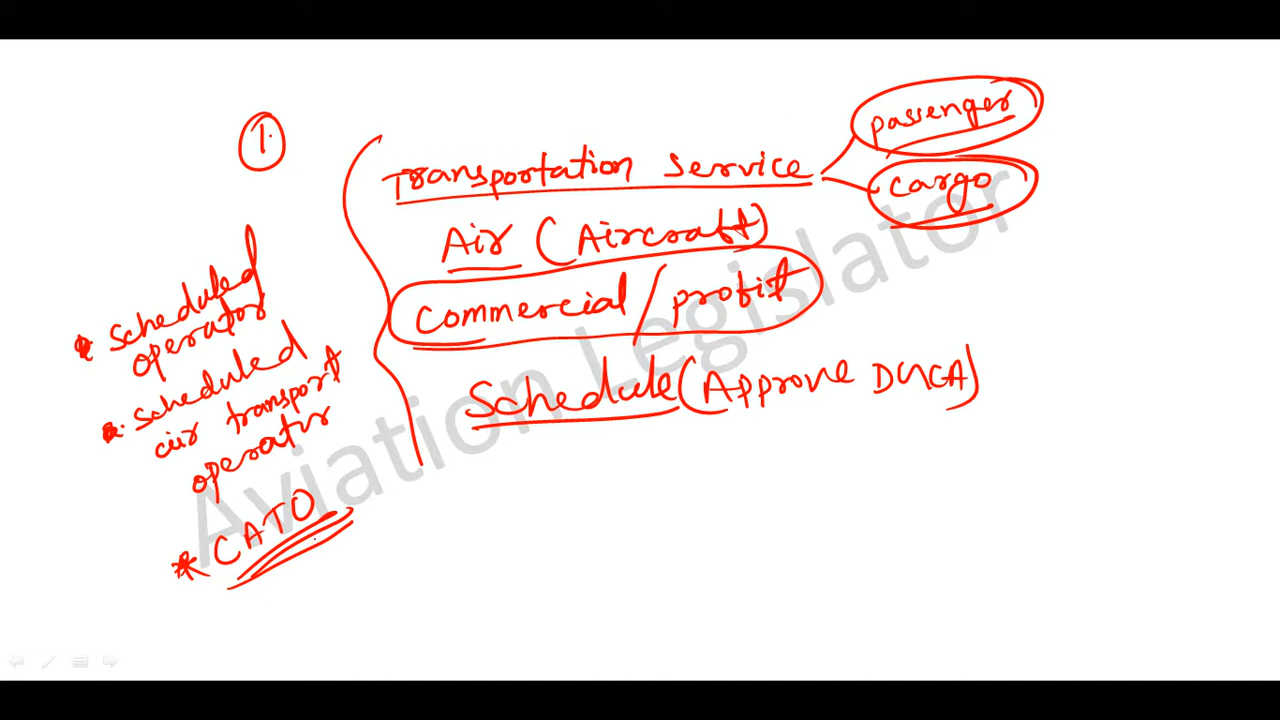 1.
Transportation service
passenger
cargo
Air (Aircraft)
commercial / profit
Schedule (Approve DGCA)
* Scheduled
operator
* scheduled
air transport
operator
* CATO
Aviation Legislator